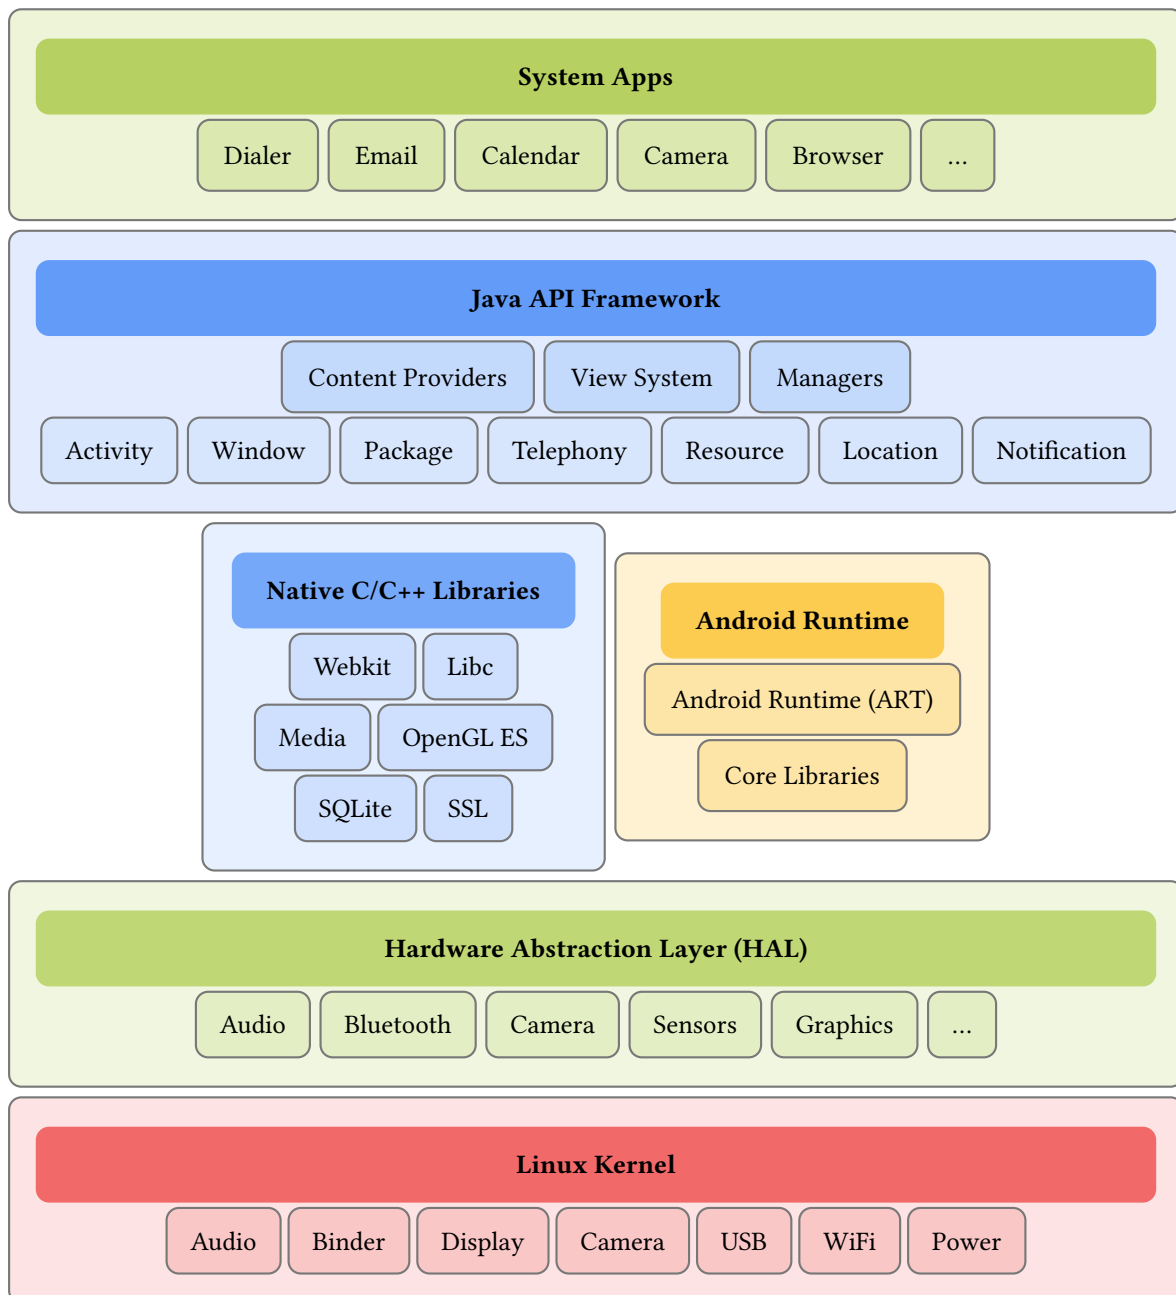 System Apps
Dialer Email Calendar Camera Browser ...
Java API Framework
Content Providers View System Managers
Activity Window Package Telephony Resource Location Notification
Native C/C++ Libraries
Webkit Libc
Media OpenGL ES
SQLite SSL
Android Runtime
Android Runtime (ART)
Core Libraries
Hardware Abstraction Layer (HAL)
Audio Bluetooth Camera Sensors Graphics ...
Linux Kernel
Audio Binder Display Camera USB WiFi Power